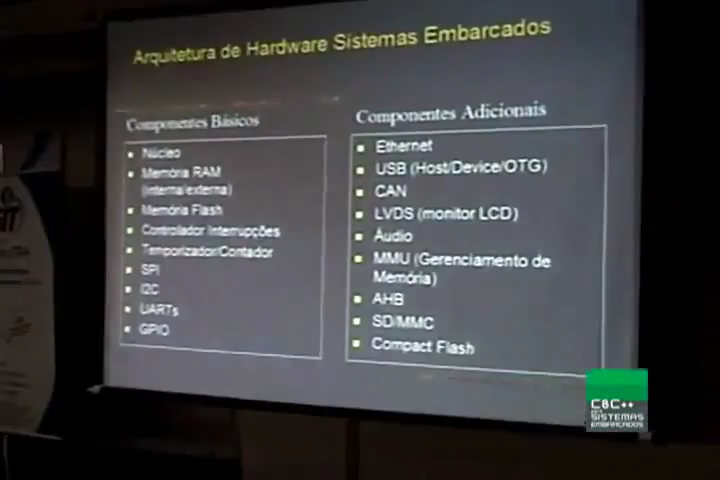 Arquitetura de Hardware Sistemas Embarcados
Componentes Básicos
Núcleo
Memória RAM
(interna/externa)
Memória Flash
Controlador Interrupções
Temporizador/Contador
SPI
I2C
UARTs
GPIO
Componentes Adicionais
Ethernet
USB (Host/Device/OTG)
CAN
LVDS (monitor LCD)
Áudio
MMU (Gerenciamento de
Memória)
AHB
SD/MMC
Compact Flash
C&C++
SISTEMAS
EMBARCADOS